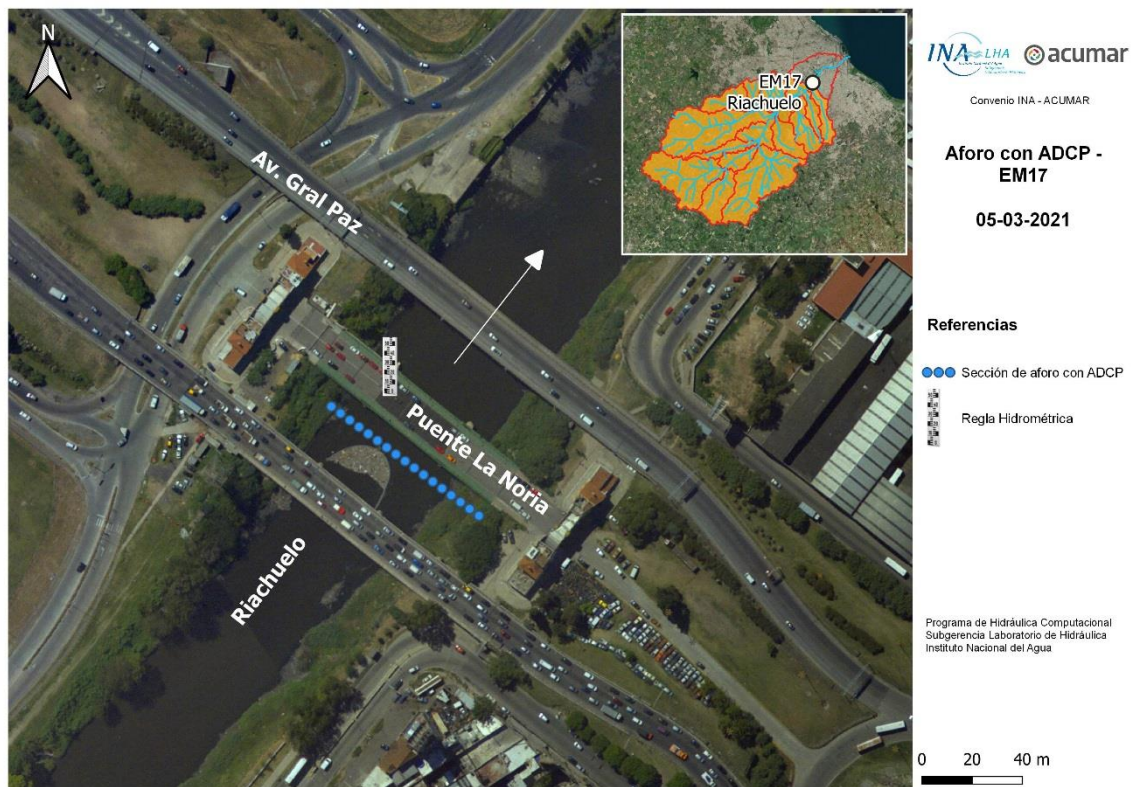 N
Av. Gral Paz
EM17
Riachuelo
Puente La Noria
Riachuelo
INA LHA
acumar
Convenio INA - ACUMAR
Aforo con ADCP -
EM17
05-03-2021
Referencias
Sección de aforo con ADCP
Regla Hidrométrica
Programa de Hidráulica Computacional
Subgerencia Laboratorio de Hidráulica
Instituto Nacional del Agua
0 20 40 m